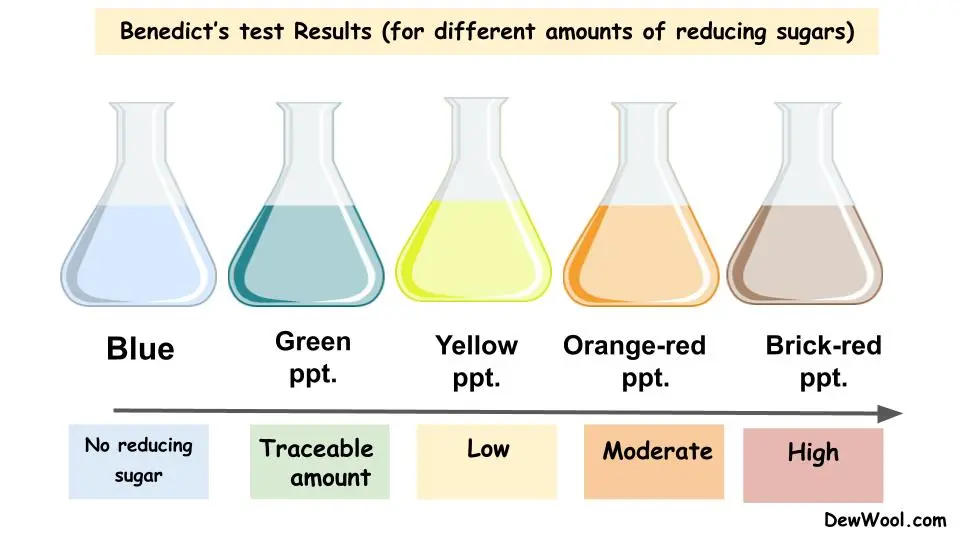 Benedict's test Results (for different amounts of reducing sugars)
Blue
Green
ppt.
Yellow
ppt.
Orange-red
ppt.
Brick-red
ppt.
No reducing
sugar
Traceable
amount
Low
Moderate
High
DewWool.com